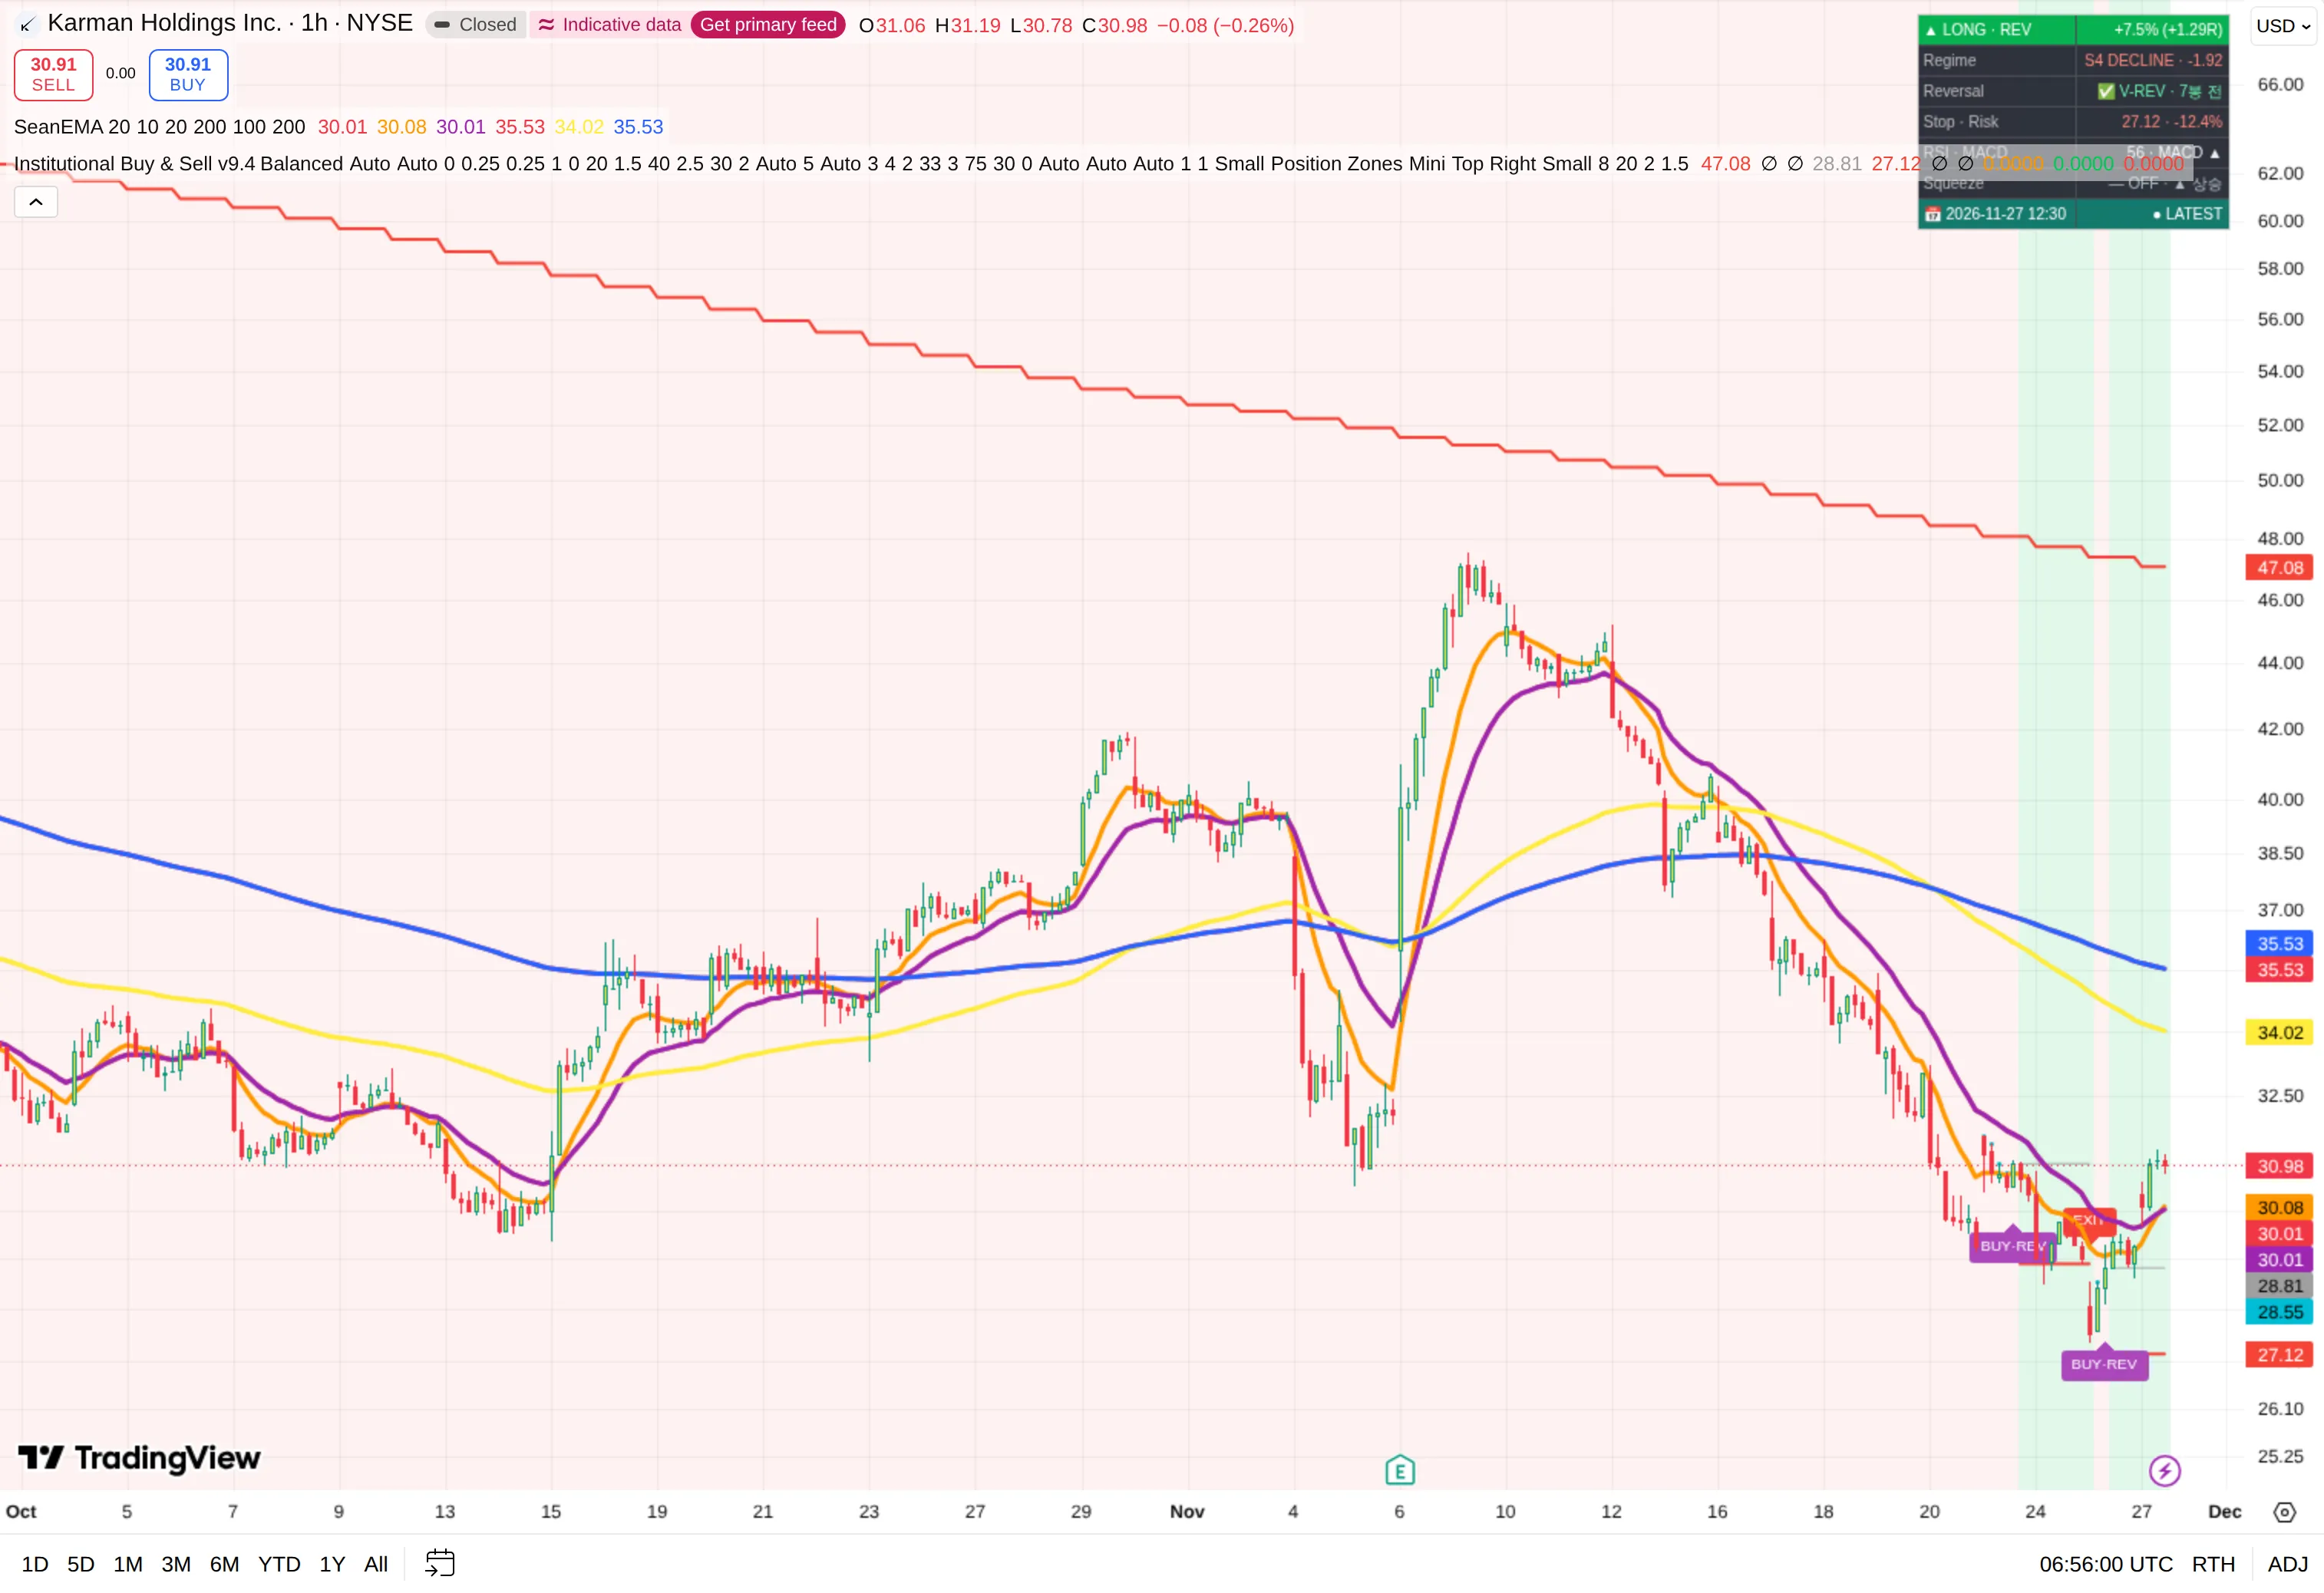 Karman Holdings Inc. · 1h · NYSE Closed Indicative data Get primary feed O31.06 H31.19 L30.78 C30.98 −0.08 (−0.26%)
30.91 SELL 0.00 30.91 BUY
SeanEMA 20 10 20 200 100 200 30.01 30.08 30.01 35.53 34.02 35.53
Institutional Buy & Sell v9.4 Balanced Auto Auto 0 0.25 0.25 1 0 20 1.5 40 2.5 30 2 Auto 5 Auto 3 4 2 33 3 75 30 0 Auto Auto Auto 1 1 Small Position Zones Mini Top Right Small 8 20 2 1.5 47.08 ∅ ∅ 28.81 27.12 ∅ ∅ 0.0000 0.0000 0.0000
▲ LONG · REV +7.5% (+1.29R)
Regime S4 DECLINE · -1.92
Reversal ✅ V-REV · 7봉 전
Stop · Risk 27.12 · -12.4%
RSI · MACD 56 · MACD ▲
Squeeze — OFF · ▲ 상승
📅 2026-11-27 12:30 ● LATEST
USD
66.00
62.00
60.00
58.00
56.00
54.00
52.00
50.00
48.00
47.08
46.00
44.00
42.00
40.00
38.50
37.00
35.53
35.53
34.02
32.50
30.98
30.08
30.01
30.01
28.81
28.55
27.12
26.10
25.25
EXIT
BUY-REV
BUY-REV
TradingView
E
Oct 5 7 9 13 15 19 21 23 27 29 Nov 4 6 10 12 16 18 20 24 27 Dec
1D 5D 1M 3M 6M YTD 1Y All 06:56:00 UTC RTH ADJ